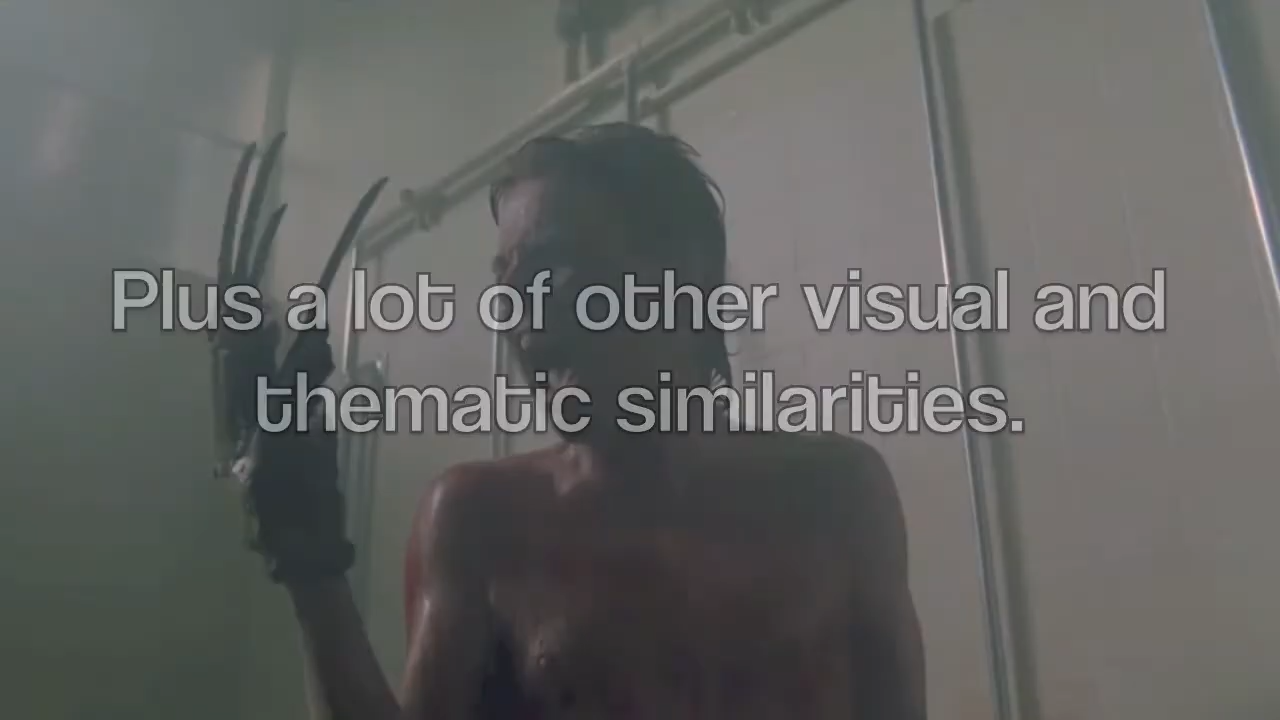 Plus a lot of other visual and
thematic similarities.